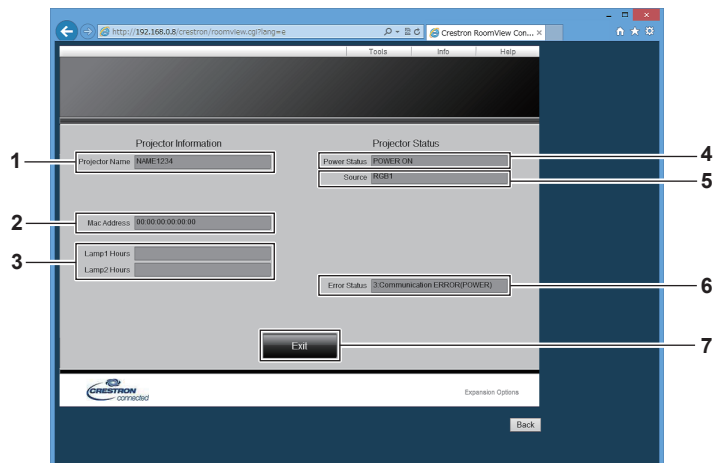 http://192.168.0.8/crestron/roomview.cgi?lang=e
Crestron RoomView Con... ×
Tools Info Help
Projector Information Projector Status
1 Projector Name NAME1234 Power Status POWER ON 4
Source RGB1 5
2 Mac Address 00:00:00:00:00:00
3 Lamp1 Hours
Lamp2 Hours
Error Status 3:Communication ERROR(POWER) 6
Exit 7
CRESTRON
connected
Expansion Options
Back